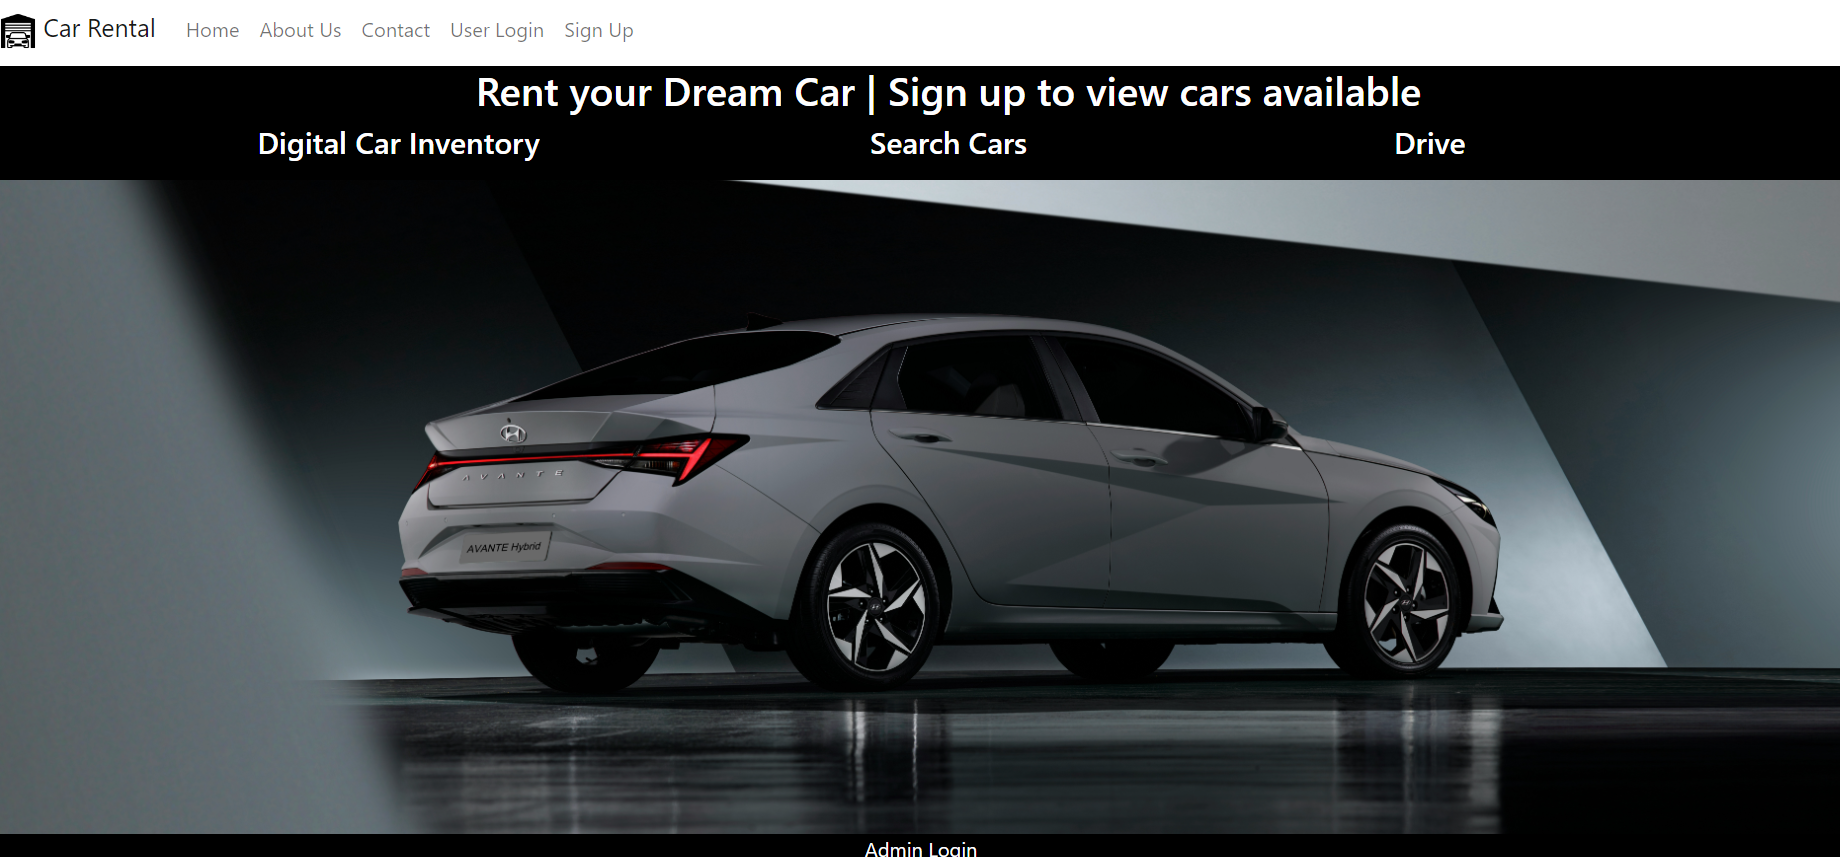 Car Rental Home About Us Contact User Login Sign Up
Rent your Dream Car | Sign up to view cars available
Digital Car Inventory Search Cars Drive
AVANTE
AVANTE Hybrid
Admin Login